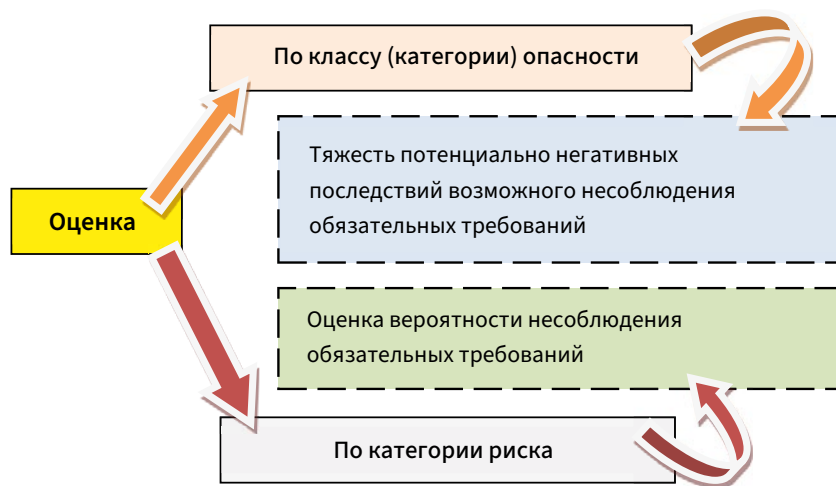 По классу (категории) опасности
Тяжесть потенциально негативных
последствий возможного несоблюдения
обязательных требований
Оценка
Оценка вероятности несоблюдения
обязательных требований
По категории риска